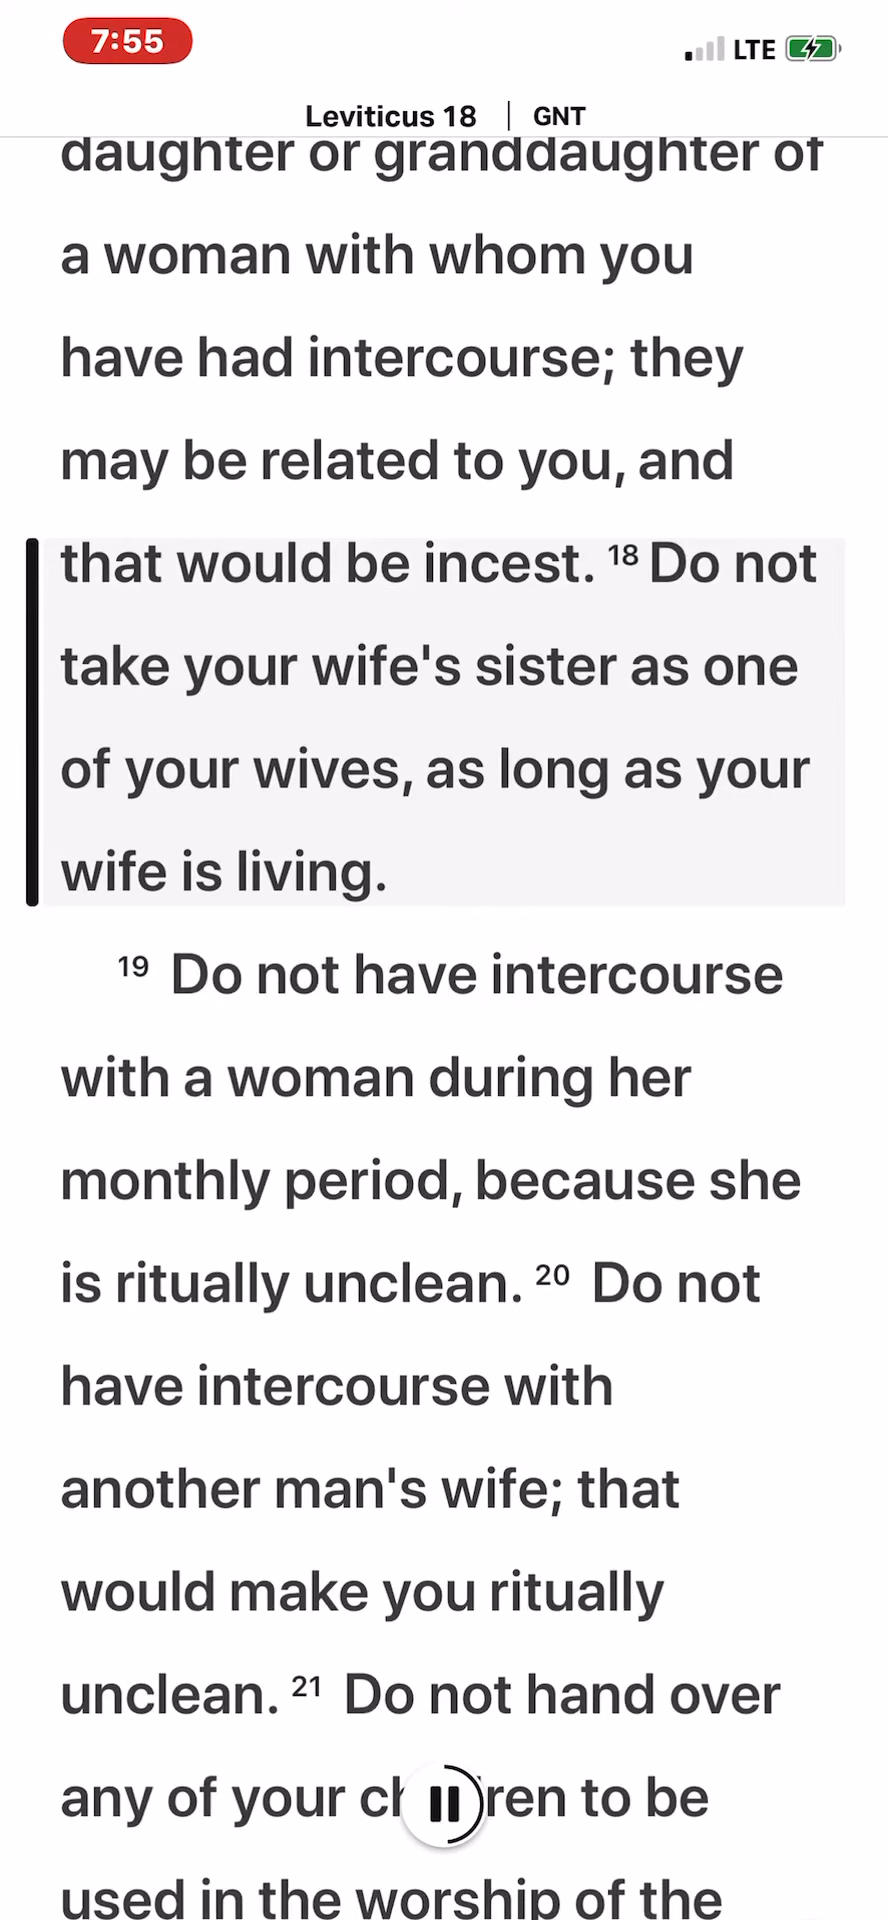 7:55
LTE
Leviticus 18 | GNT
daughter or granddaughter of
a woman with whom you
have had intercourse; they
may be related to you, and
that would be incest. 18 Do not
take your wife's sister as one
of your wives, as long as your
wife is living.
19 Do not have intercourse
with a woman during her
monthly period, because she
is ritually unclean. 20 Do not
have intercourse with
another man's wife; that
would make you ritually
unclean. 21 Do not hand over
any of your ren to be
used in the worship of the